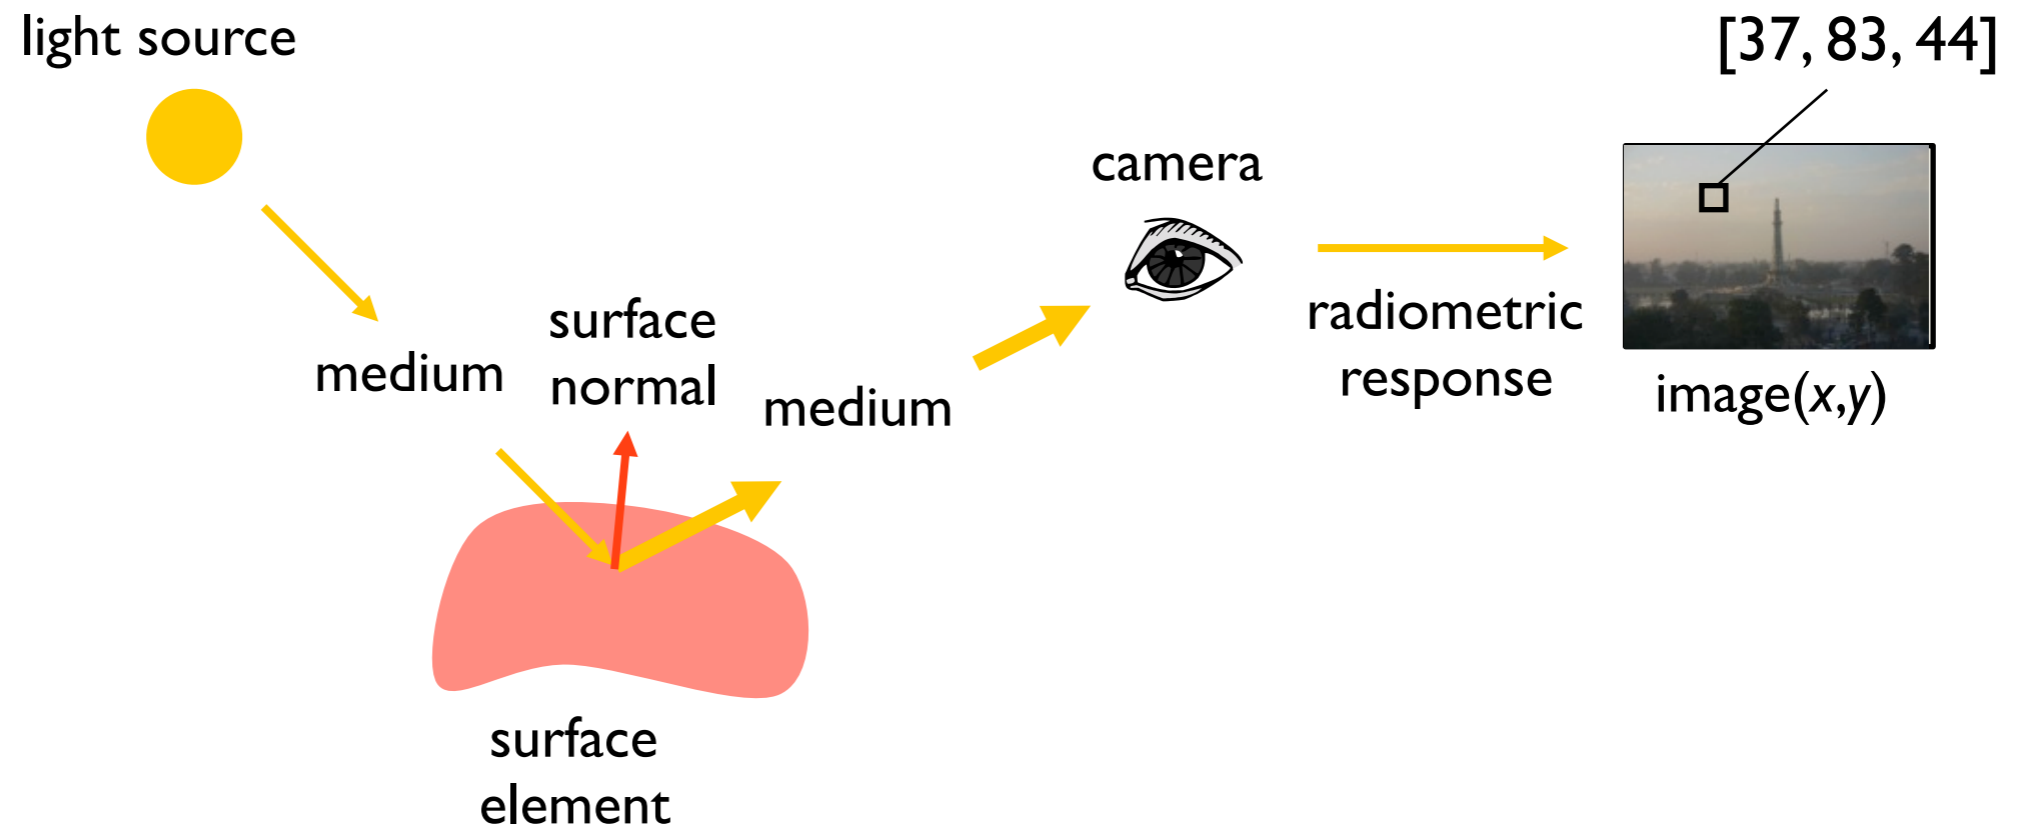 light source
[37, 83, 44]
camera
surface
normal
medium
medium
radiometric
response
image(x,y)
surface
element